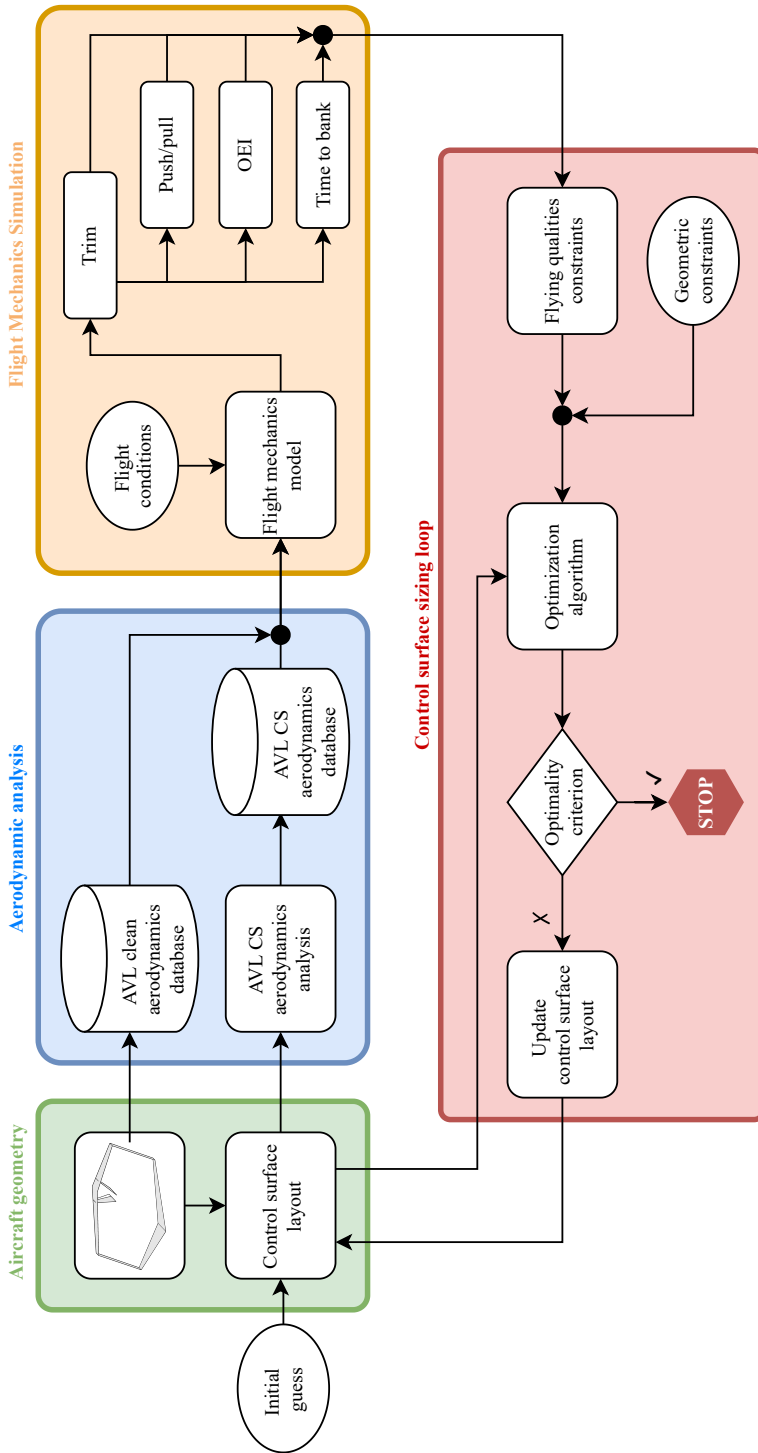 Aircraft geometry
Aerodynamic analysis
Flight Mechanics Simulation
Initial
guess
Control surface
layout
AVL clean
aerodynamics
database
AVL CS
aerodynamics
analysis
AVL CS
aerodynamics
database
Flight
conditions
Flight mechanics
model
Trim
Push/pull
OEI
Time to bank
Control surface sizing loop
Update
control surface
layout
✗
Optimality
criterion
✓
STOP
Optimization
algorithm
Flying qualities
constraints
Geometric
constraints